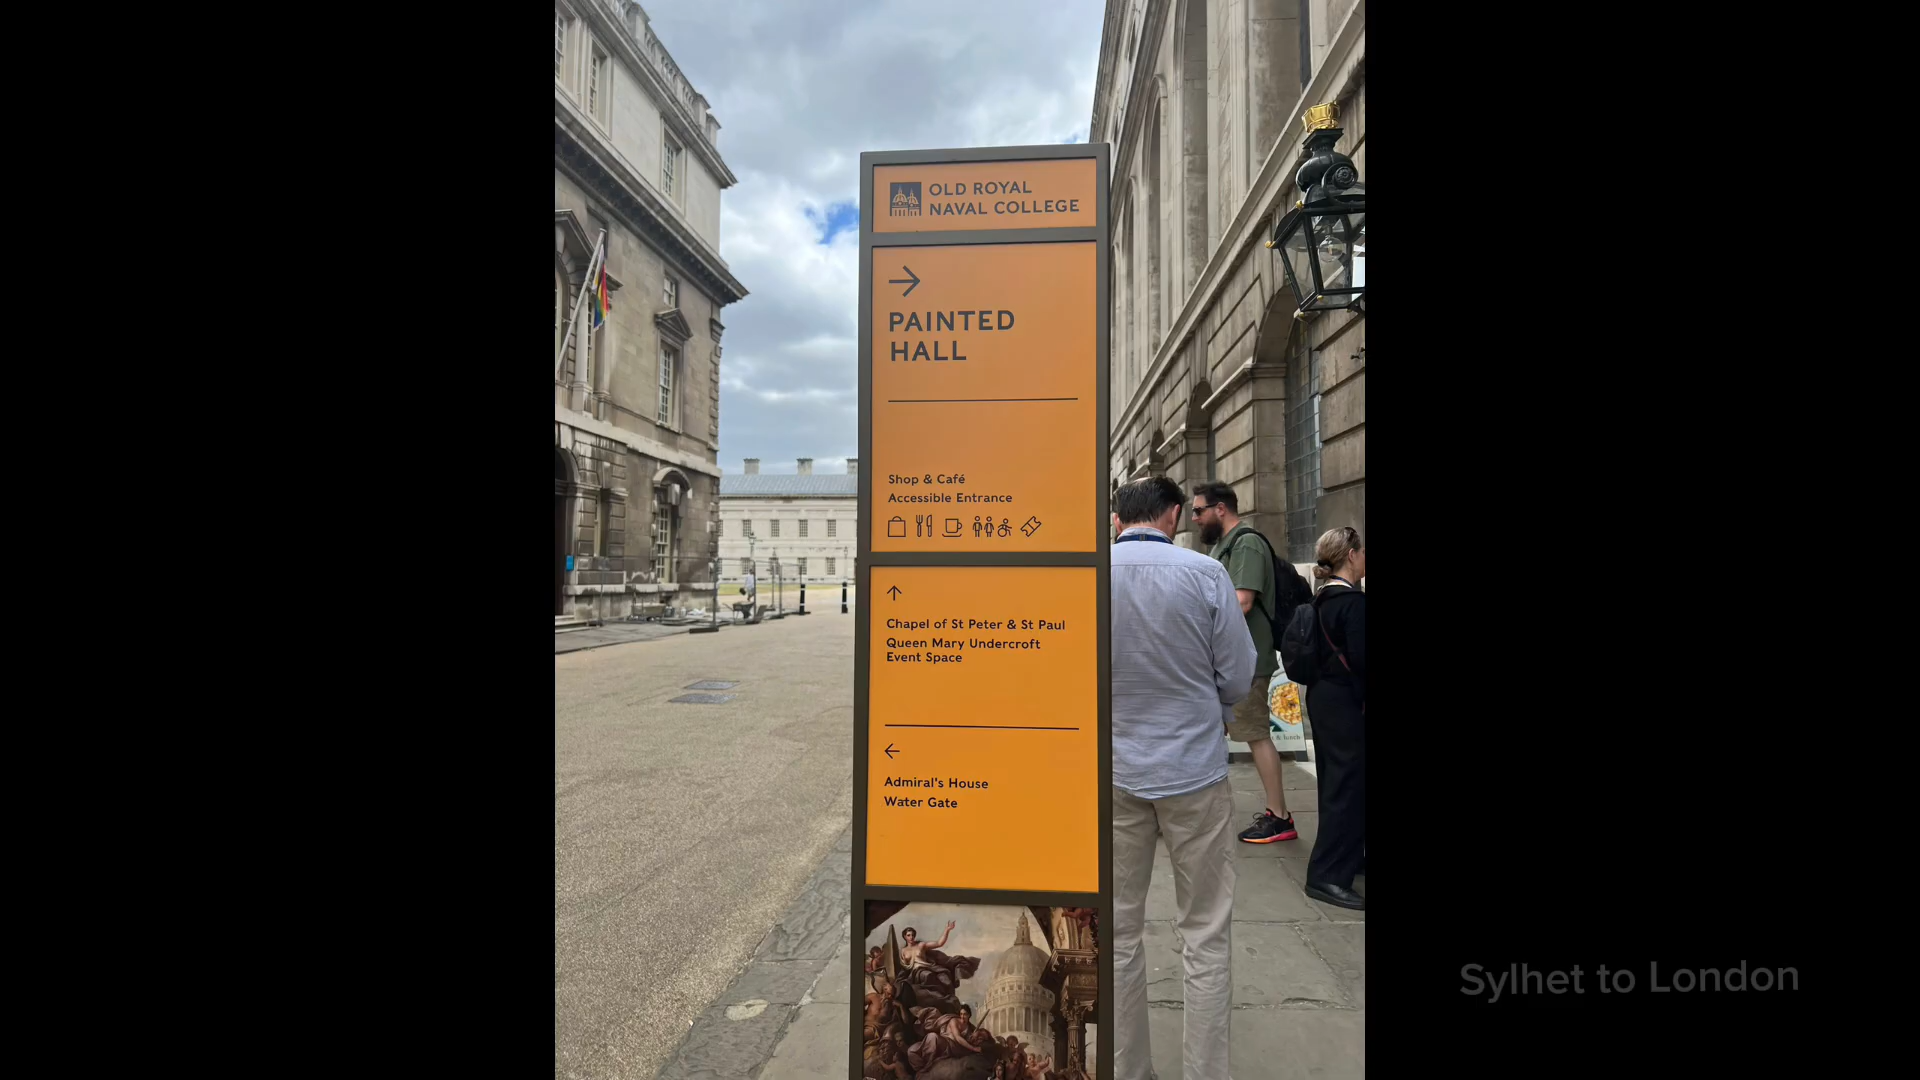 OLD ROYAL
NAVAL COLLEGE
PAINTED
HALL
Shop & Café
Accessible Entrance
Chapel of St Peter & St Paul
Queen Mary Undercroft
Event Space
Admiral's House
Water Gate
& lunch
Sylhet to London